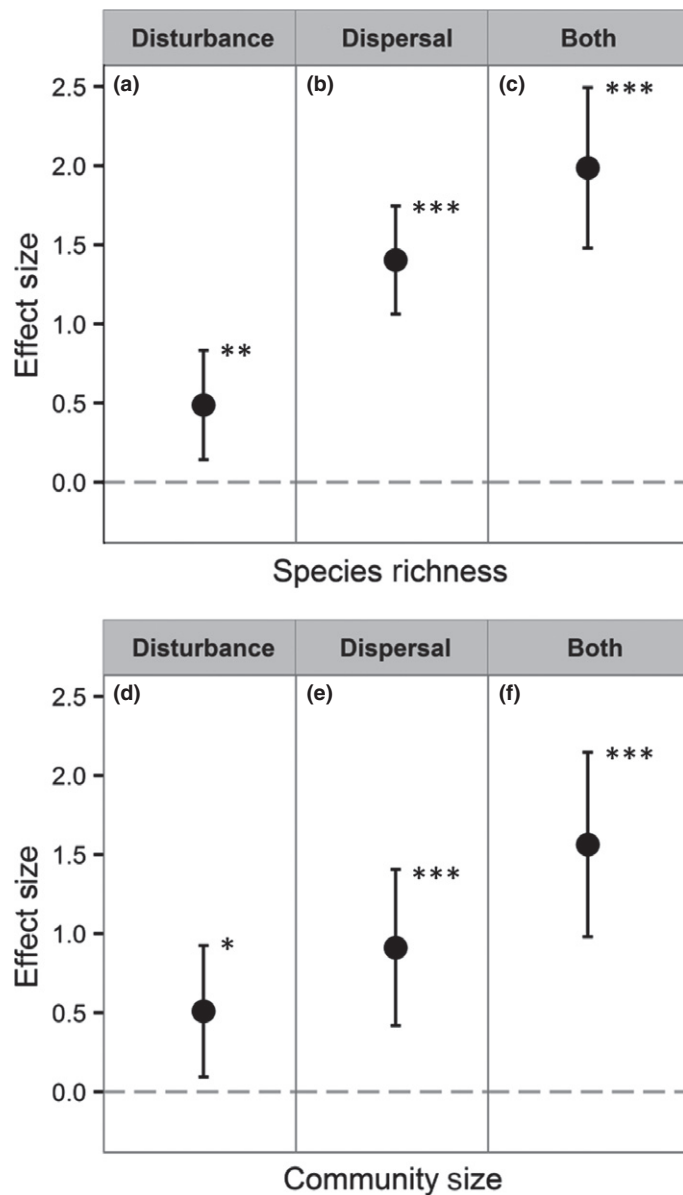 Disturbance Dispersal Both
(a) (b) (c)
2.5 ***
2.0
*** 
1.5
1.0
**
0.5
0.0
Effect size
Species richness
Disturbance Dispersal Both
(d) (e) (f)
2.5
***
2.0
1.5
***
1.0
*
0.5
0.0
Effect size
Community size